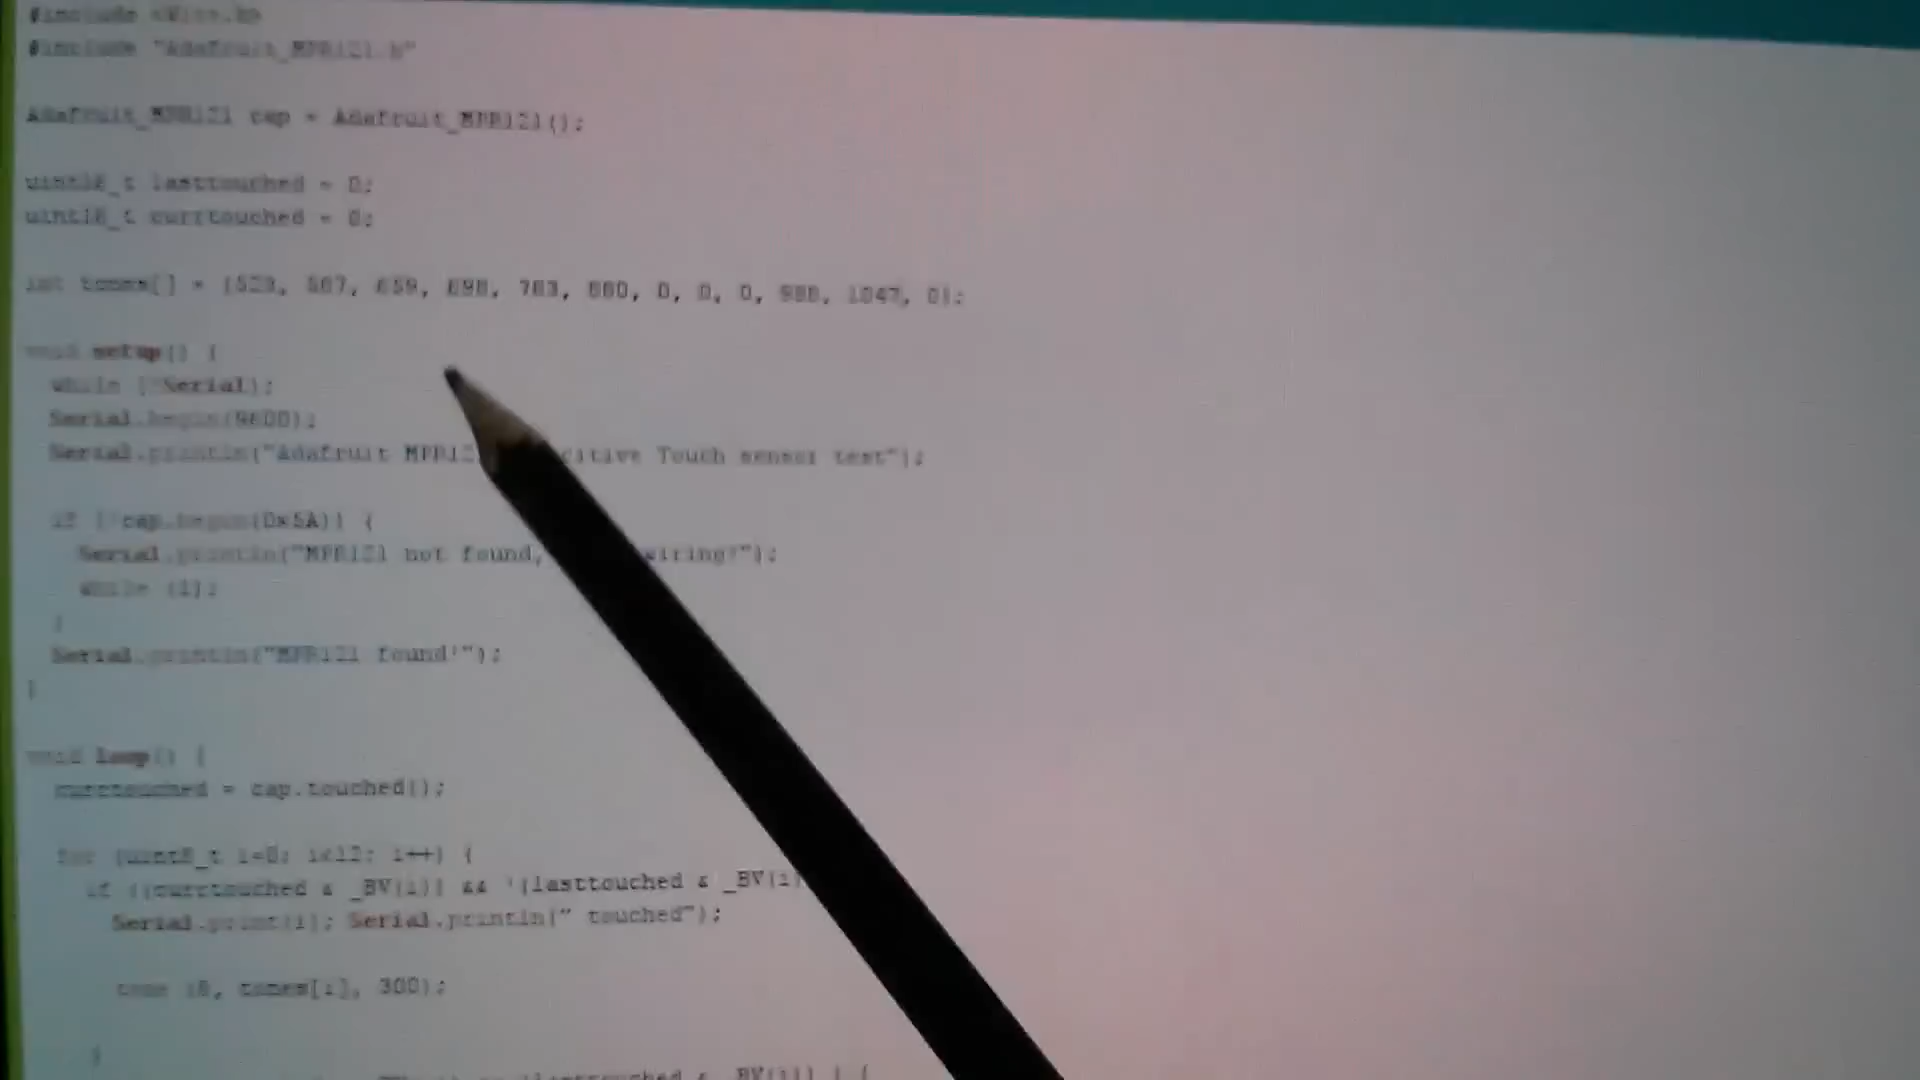 #include <Wire.h>
#include "Adafruit_MPR121.h"
Adafruit_MPR121 cap = Adafruit_MPR121();
uint16_t lasttouched = 0;
uint16_t currtouched = 0;
int tones[] = {523, 587, 659, 698, 783, 880, 0, 0, 0, 988, 1047, 0};
void setup() {
while (!Serial);
Serial.begin(9600);
Serial.println("Adafruit MPR12 citive Touch sensor test");
if (!cap.begin(0x5A)) {
Serial.println("MPR121 not found, wiring?");
while (1);
}
Serial.println("MPR121 found!");
}
void loop() {
currtouched = cap.touched();
for (uint8_t i=0; i<12; i++) {
if ((currtouched & _BV(i)) && !(lasttouched & _BV(i)
Serial.print(i); Serial.println(" touched");
tone (8, tones[i], 300);
}
lasttouched & _BV(i)) ) {